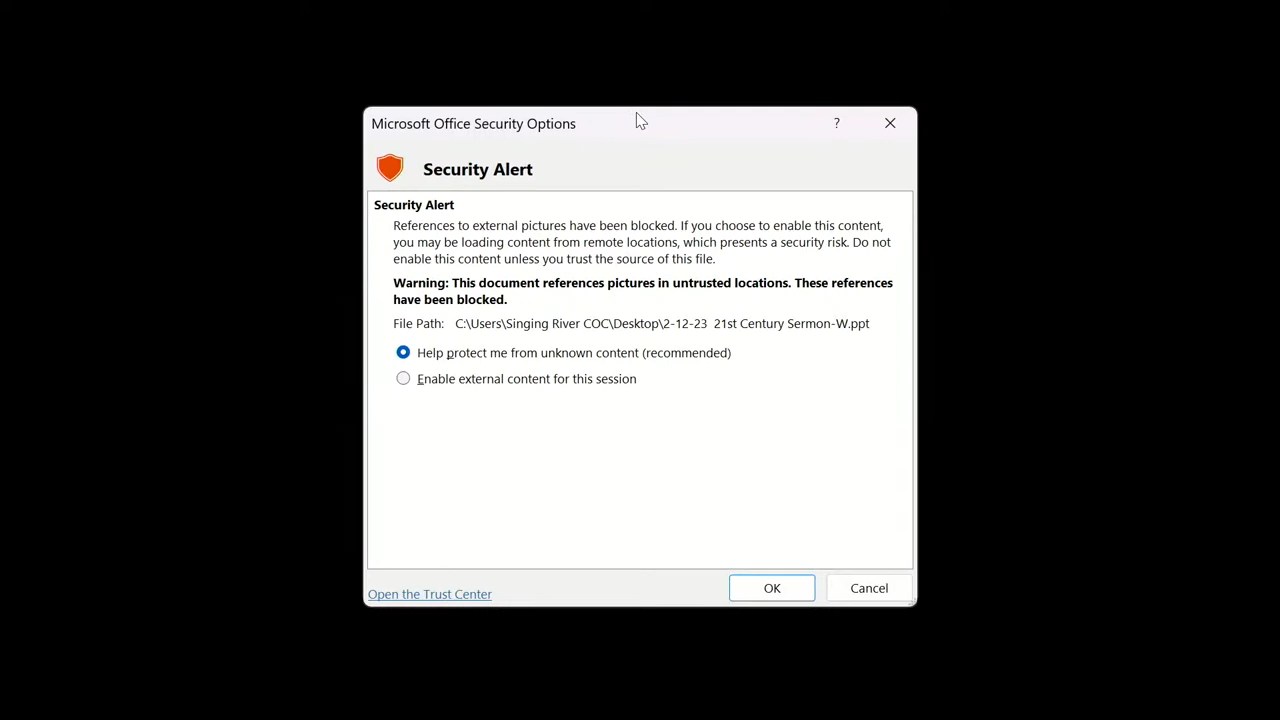 Microsoft Office Security Options
?
Security Alert
Security Alert
References to external pictures have been blocked. If you choose to enable this content,
you may be loading content from remote locations, which presents a security risk. Do not
enable this content unless you trust the source of this file.
Warning: This document references pictures in untrusted locations. These references
have been blocked.
File Path: C:\Users\Singing River COC\Desktop\2-12-23  21st Century Sermon-W.ppt
Help protect me from unknown content (recommended)
Enable external content for this session
Open the Trust Center
OK
Cancel